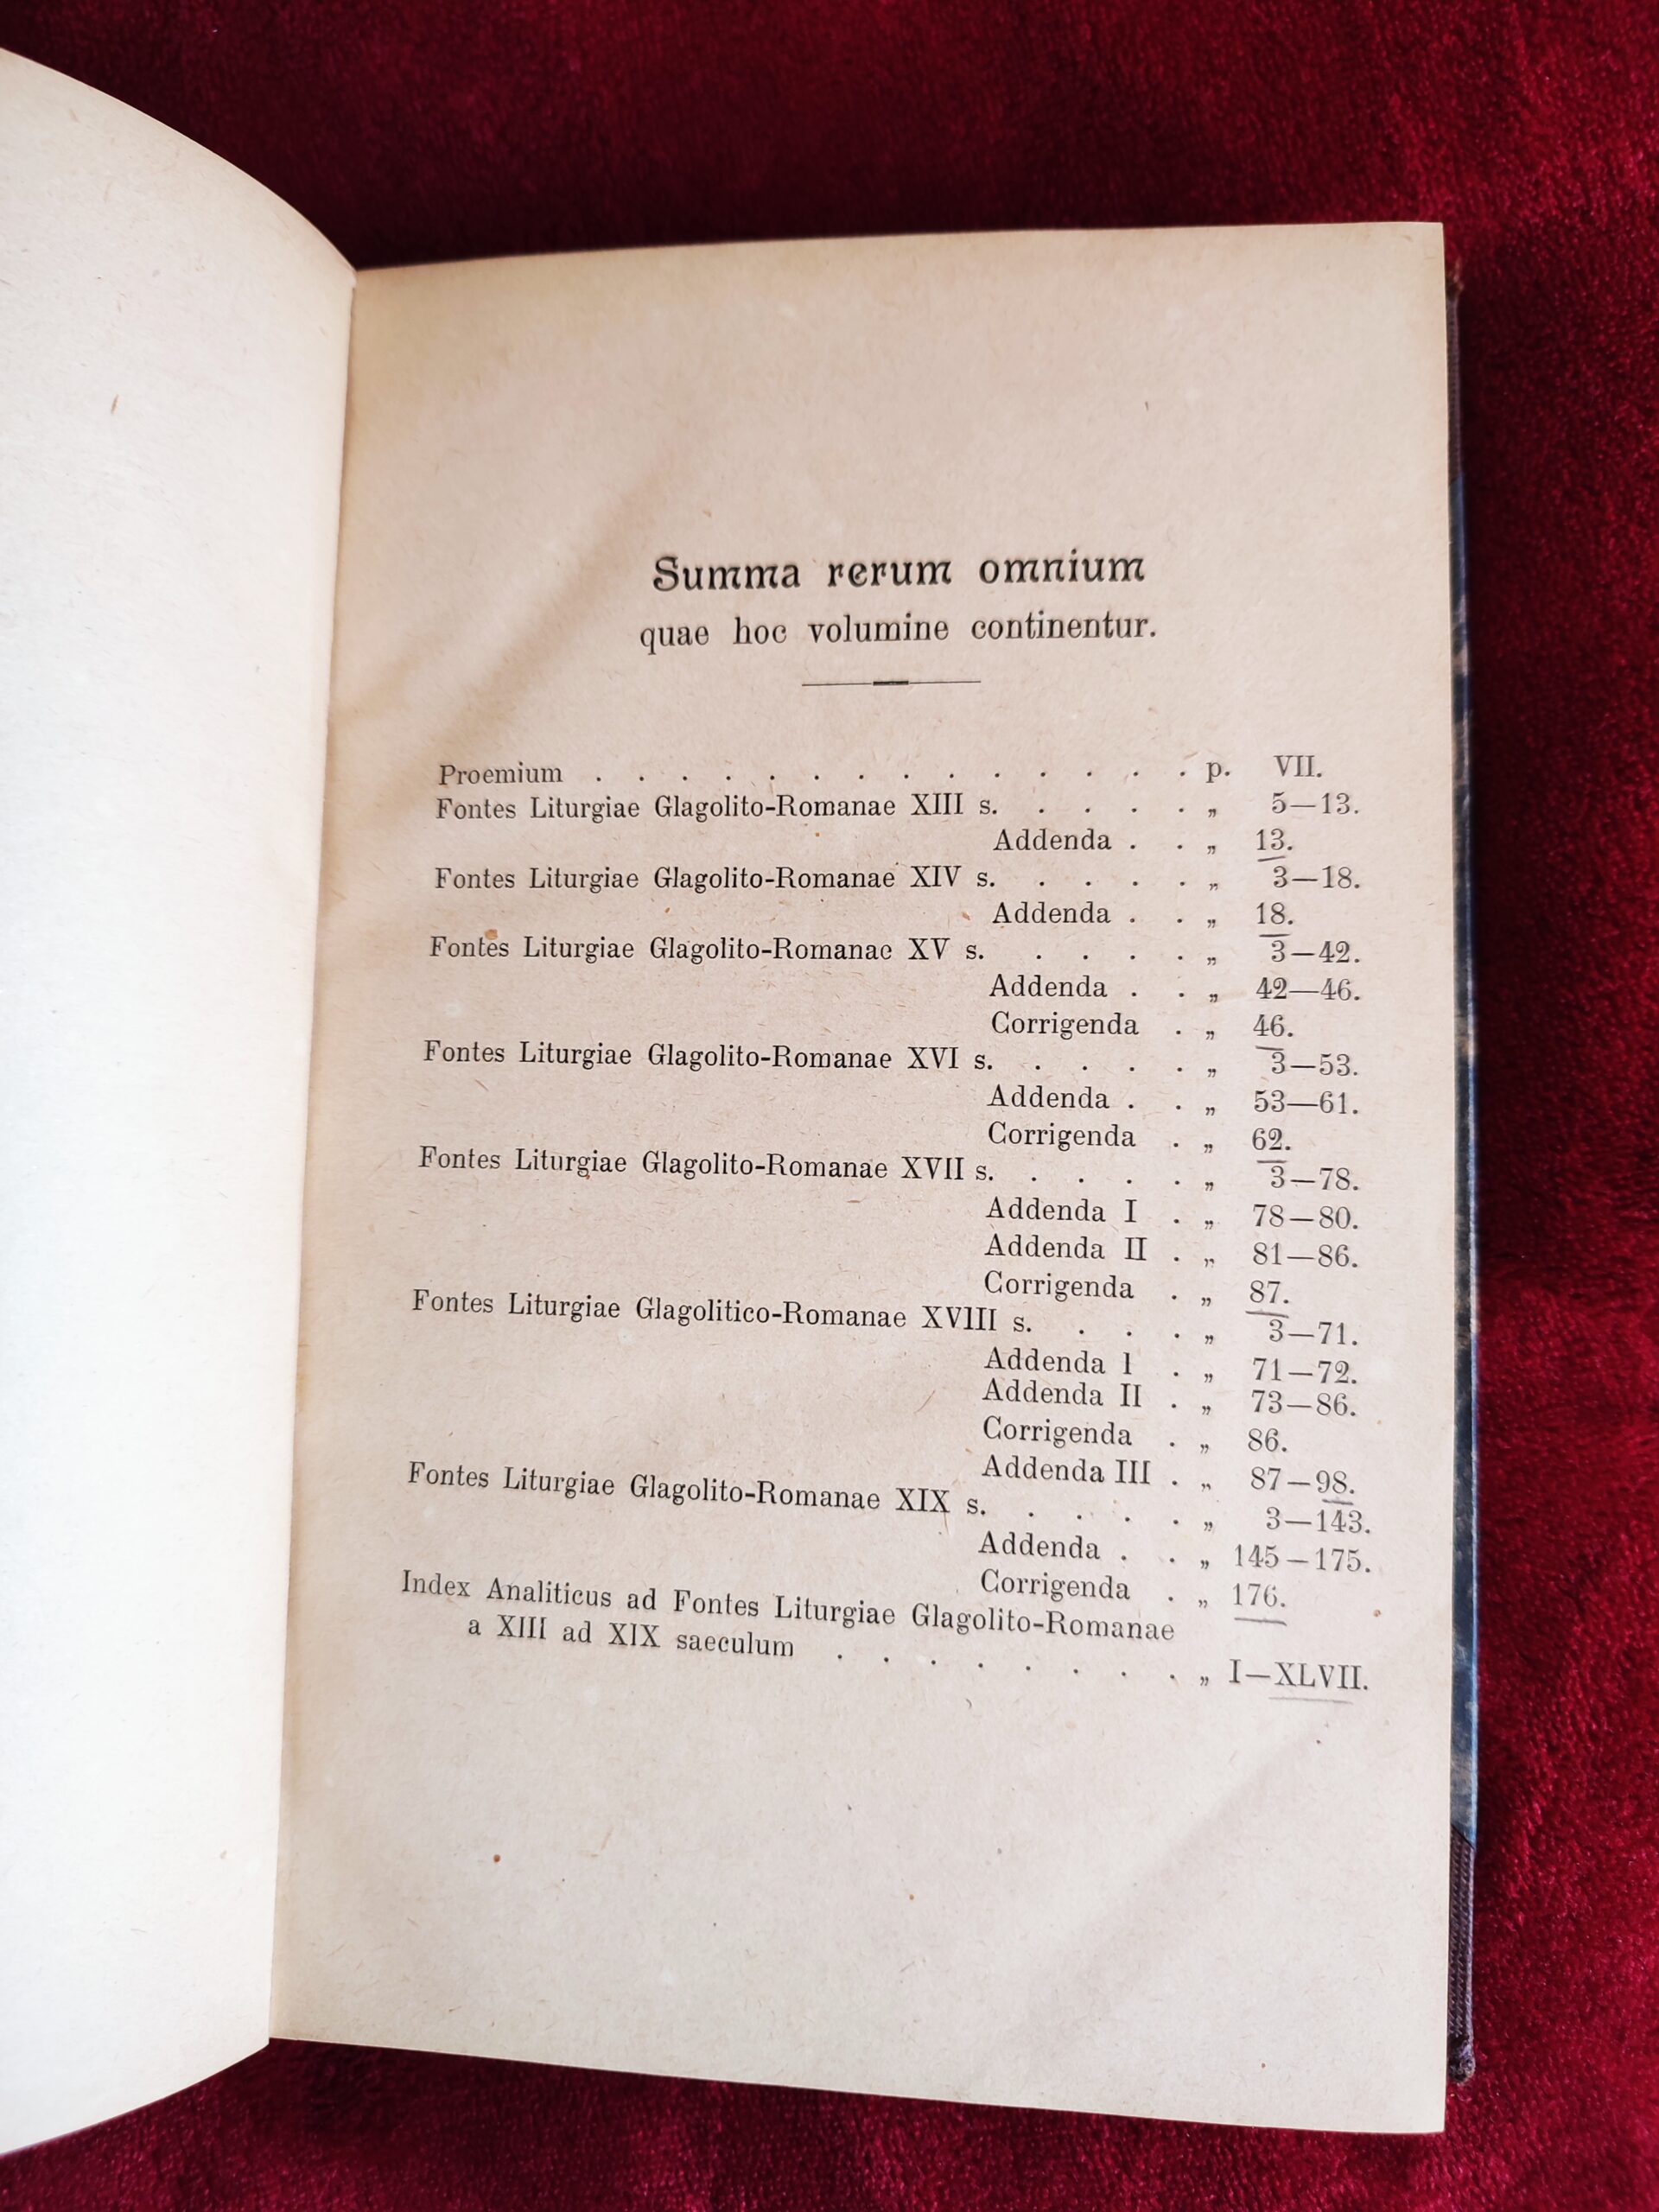 Summa rerum omnium
quae hoc volumine continentur.
Proemium . . . . . . . . . . . . . . p. VII.
Fontes Liturgiae Glagolito-Romanae XIII s. . . . . „ 5—13.
Addenda . . „ 13.
Fontes Liturgiae Glagolito-Romanae XIV s. . . . . „ 3—18.
Addenda . . „ 18.
Fontes Liturgiae Glagolito-Romanae XV s. . . . . „ 3—42.
Addenda . . „ 42—46.
Corrigenda . „ 46.
Fontes Liturgiae Glagolito-Romanae XVI s. . . . . „ 3—53.
Addenda . . „ 53—61.
Corrigenda . „ 62.
Fontes Liturgiae Glagolito-Romanae XVII s. . . . . „ 3—78.
Addenda I . „ 78—80.
Addenda II . „ 81—86.
Corrigenda . „ 87.
Fontes Liturgiae Glagolitico-Romanae XVIII s. . . . „ 3—71.
Addenda I . „ 71—72.
Addenda II . „ 73—86.
Corrigenda . „ 86.
Addenda III . „ 87—98.
Fontes Liturgiae Glagolito-Romanae XIX s. . . . . „ 3—143.
Addenda . . „ 145—175.
Corrigenda . „ 176.
Index Analiticus ad Fontes Liturgiae Glagolito-Romanae
a XIII ad XIX saeculum . . . . . . . . „ I—XLVII.